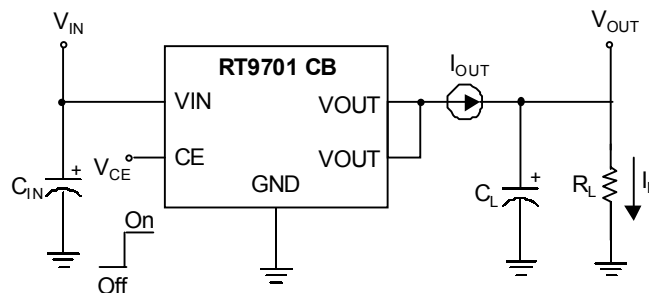 VIN
VOUT
RT9701 CB
IOUT
VIN
VOUT
VCE
CE
VOUT
CIN
+
GND
CL
+
RL
On
Off